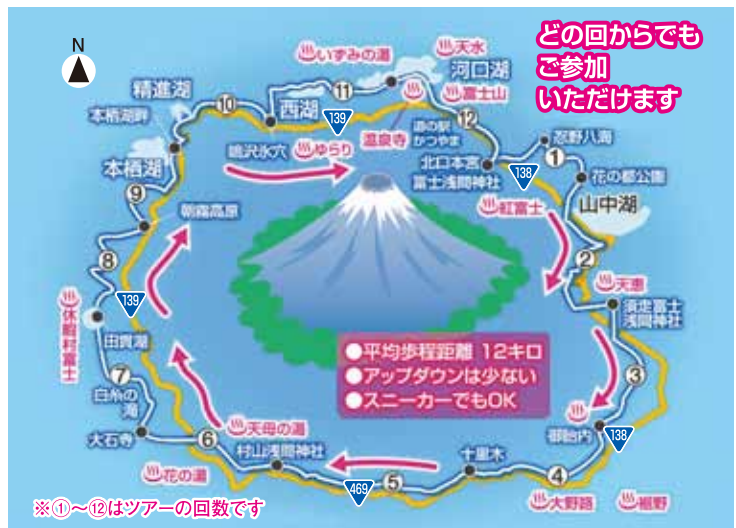 どの回からでも
ご参加
いただけます
N
いずみの湯
天水
河口湖
富士山
精進湖
本栖湖畔
本栖湖
⑩
西湖
⑪
139
温泉寺
道の駅
かつやま
⑫
鳴沢氷穴
ゆらり
北口本宮
冨士浅間神社
忍野八海
①
138
花の都公園
山中湖
紅富士
⑨
朝霧高原
②
天恵
⑧
139
須走冨士
浅間神社
休暇村富士
田貫湖
●平均歩程距離 12キロ
●アップダウンは少ない
●スニーカーでもOK
③
⑦
白糸の
滝
大石寺
⑥
天母の湯
村山浅間神社
御胎内
138
十里木
花の湯
469
⑤
④
大野路
裾野
※①～⑫はツアーの回数です